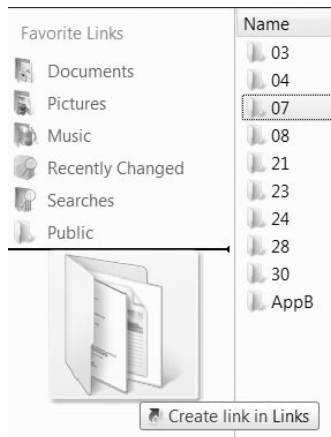 Favorite Links
Documents
Pictures
Music
Recently Changed
Searches
Public
Name
03
04
07
08
21
23
24
28
30
AppB
Create link in Links